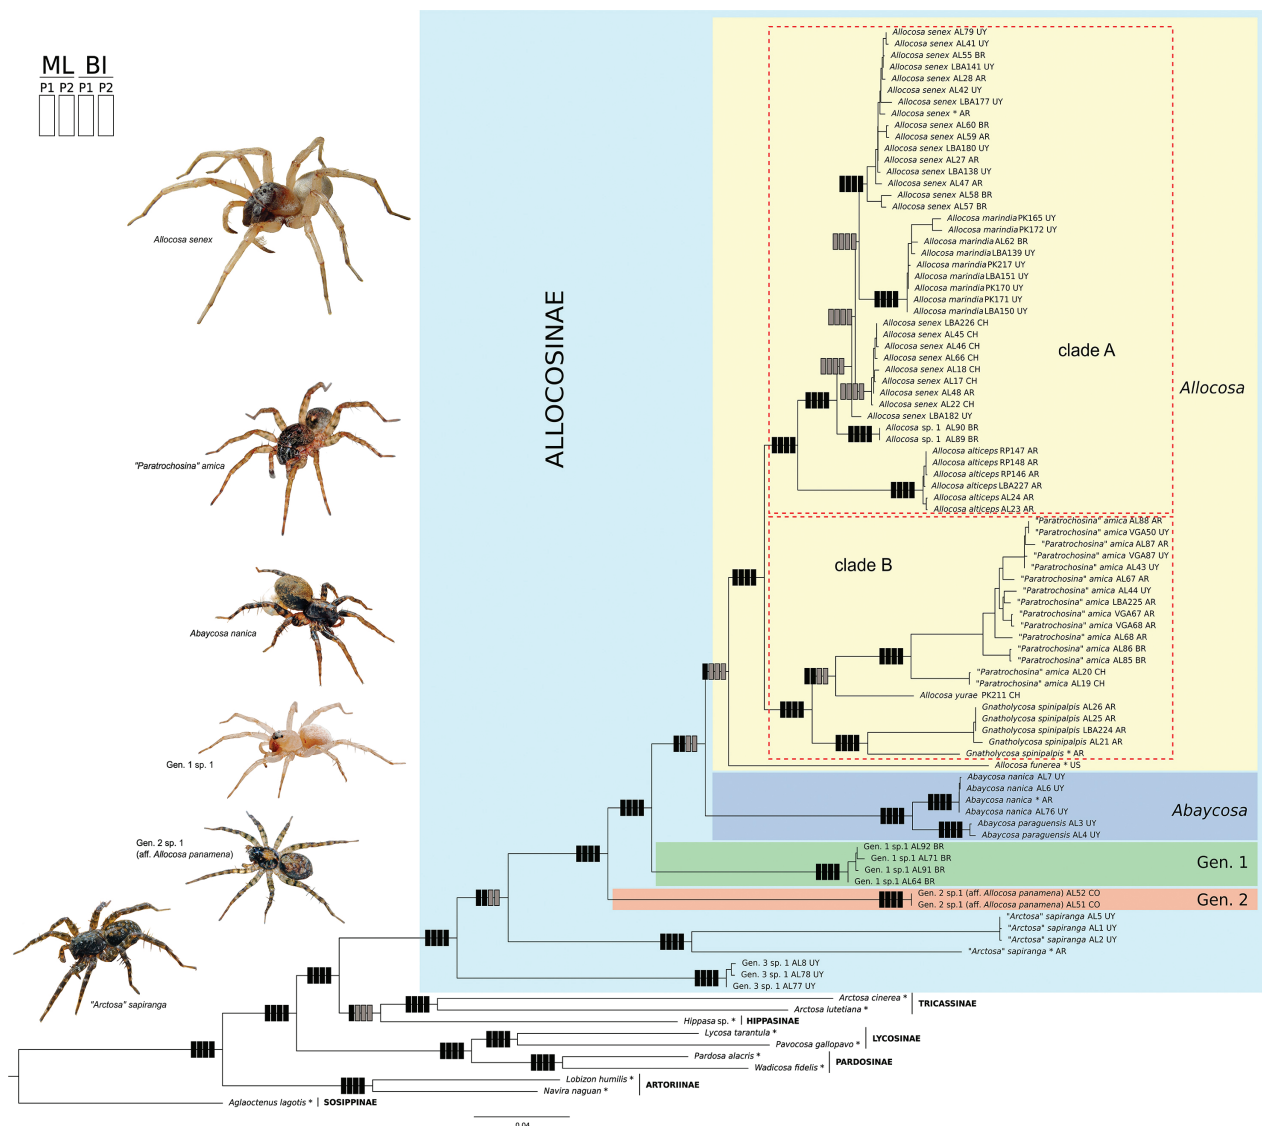 ML BI
P1 P2 P1 P2
Allocosa senex
"Paratrochosina" amica
Abaycosa nanica
Gen. 1 sp. 1
Gen. 2 sp. 1
(aff. Allocosa panamena)
"Arctosa" sapiranga
ALLOCOSINAE
Allocosa senex AL79 UY
Allocosa senex AL41 UY
Allocosa senex AL55 BR
Allocosa senex LBA141 UY
Allocosa senex AL28 AR
Allocosa senex AL42 UY
Allocosa senex LBA177 UY
Allocosa senex * AR
Allocosa senex AL60 BR
Allocosa senex AL59 AR
Allocosa senex LBA180 UY
Allocosa senex AL27 AR
Allocosa senex LBA138 UY
Allocosa senex AL47 AR
Allocosa senex AL58 BR
Allocosa senex AL57 BR
Allocosa marindia PK165 UY
Allocosa marindia PK172 UY
Allocosa marindia AL62 BR
Allocosa marindia LBA139 UY
Allocosa marindia PK217 UY
Allocosa marindia LBA151 UY
Allocosa marindia PK170 UY
Allocosa marindia PK171 UY
Allocosa marindia LBA150 UY
Allocosa senex LBA226 CH
Allocosa senex AL45 CH
Allocosa senex AL46 CH
Allocosa senex AL66 CH
Allocosa senex AL18 CH
Allocosa senex AL17 CH
Allocosa senex AL48 AR
Allocosa senex AL22 CH
Allocosa senex LBA182 UY
Allocosa sp. 1 AL90 BR
Allocosa sp. 1 AL89 BR
Allocosa alticeps RP147 AR
Allocosa alticeps RP148 AR
Allocosa alticeps RP146 AR
Allocosa alticeps LBA227 AR
Allocosa alticeps AL24 AR
Allocosa alticeps AL23 AR
clade A
Allocosa
"Paratrochosina" amica AL88 AR
"Paratrochosina" amica VGA50 UY
"Paratrochosina" amica AL87 AR
"Paratrochosina" amica VGA87 UY
"Paratrochosina" amica AL43 UY
"Paratrochosina" amica AL67 AR
"Paratrochosina" amica AL44 UY
"Paratrochosina" amica LBA225 AR
"Paratrochosina" amica VGA67 AR
"Paratrochosina" amica VGA68 AR
"Paratrochosina" amica AL68 AR
"Paratrochosina" amica AL86 BR
"Paratrochosina" amica AL85 BR
"Paratrochosina" amica AL20 CH
"Paratrochosina" amica AL19 CH
Allocosa yurae PK211 CH
Gnatholycosa spinipalpis AL26 AR
Gnatholycosa spinipalpis AL25 AR
Gnatholycosa spinipalpis LBA224 AR
Gnatholycosa spinipalpis AL21 AR
Gnatholycosa spinipalpis * AR
clade B
Allocosa funerea * US
Abaycosa nanica AL7 UY
Abaycosa nanica AL6 UY
Abaycosa nanica * AR
Abaycosa nanica AL76 UY
Abaycosa paraguensis AL3 UY
Abaycosa paraguensis AL4 UY
Abaycosa
Gen. 1 sp.1 AL92 BR
Gen. 1 sp.1 AL71 BR
Gen. 1 sp.1 AL91 BR
Gen. 1 sp.1 AL64 BR
Gen. 1
Gen. 2 sp.1 (aff. Allocosa panamena) AL52 CO
Gen. 2 sp.1 (aff. Allocosa panamena) AL51 CO
Gen. 2
"Arctosa" sapiranga AL5 UY
"Arctosa" sapiranga AL1 UY
"Arctosa" sapiranga AL2 UY
"Arctosa" sapiranga * AR
Gen. 3 sp. 1 AL8 UY
Gen. 3 sp. 1 AL78 UY
Gen. 3 sp. 1 AL77 UY
Arctosa cinerea *
Arctosa lutetiana *
TRICASSINAE
Hippasa sp. * HIPPASINAE
Lycosa tarantula *
Pavocosa gallopavo *
LYCOSINAE
Pardosa alacris *
Wadicosa fidelis *
PARDOSINAE
Lobizon humilis *
Navira naguan *
ARTORIINAE
Aglaoctenus lagotis * SOSIPPINAE
0.04